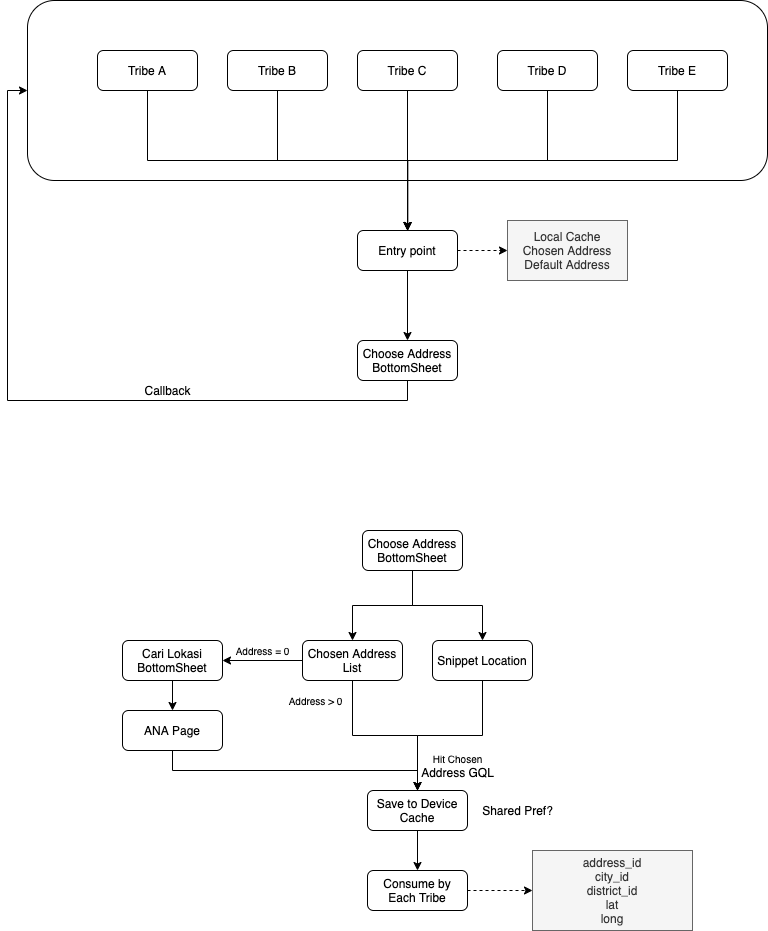 Tribe A
Tribe B
Tribe C
Tribe D
Tribe E
Entry point
Local Cache
Chosen Address
Default Address
Choose Address
BottomSheet
Callback
Choose Address
BottomSheet
Cari Lokasi
BottomSheet
Address = 0
Chosen Address
List
Snippet Location
Address > 0
ANA Page
Hit Chosen
Address GQL
Save to Device
Cache
Shared Pref?
Consume by
Each Tribe
address_id
city_id
district_id
lat
long